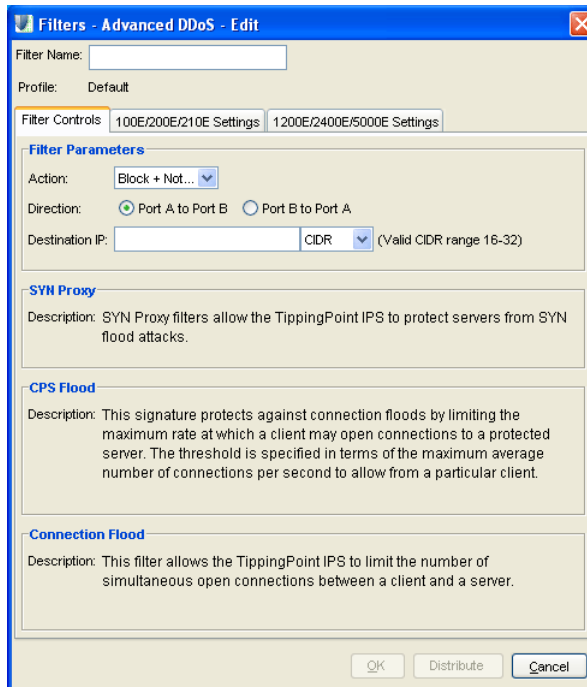 Filters - Advanced DDoS - Edit
Filter Name:
Profile: Default
Filter Controls 100E/200E/210E Settings 1200E/2400E/5000E Settings
Filter Parameters
Action: Block + Not...
Direction: Port A to Port B Port B to Port A
Destination IP: CIDR (Valid CIDR range 16-32)
SYN Proxy
Description: SYN Proxy filters allow the TippingPoint IPS to protect servers from SYN
flood attacks.
CPS Flood
Description: This signature protects against connection floods by limiting the
maximum rate at which a client may open connections to a protected
server. The threshold is specified in terms of the maximum average
number of connections per second to allow from a particular client.
Connection Flood
Description: This filter allows the TippingPoint IPS to limit the number of
simultaneous open connections between a client and a server.
OK Distribute Cancel